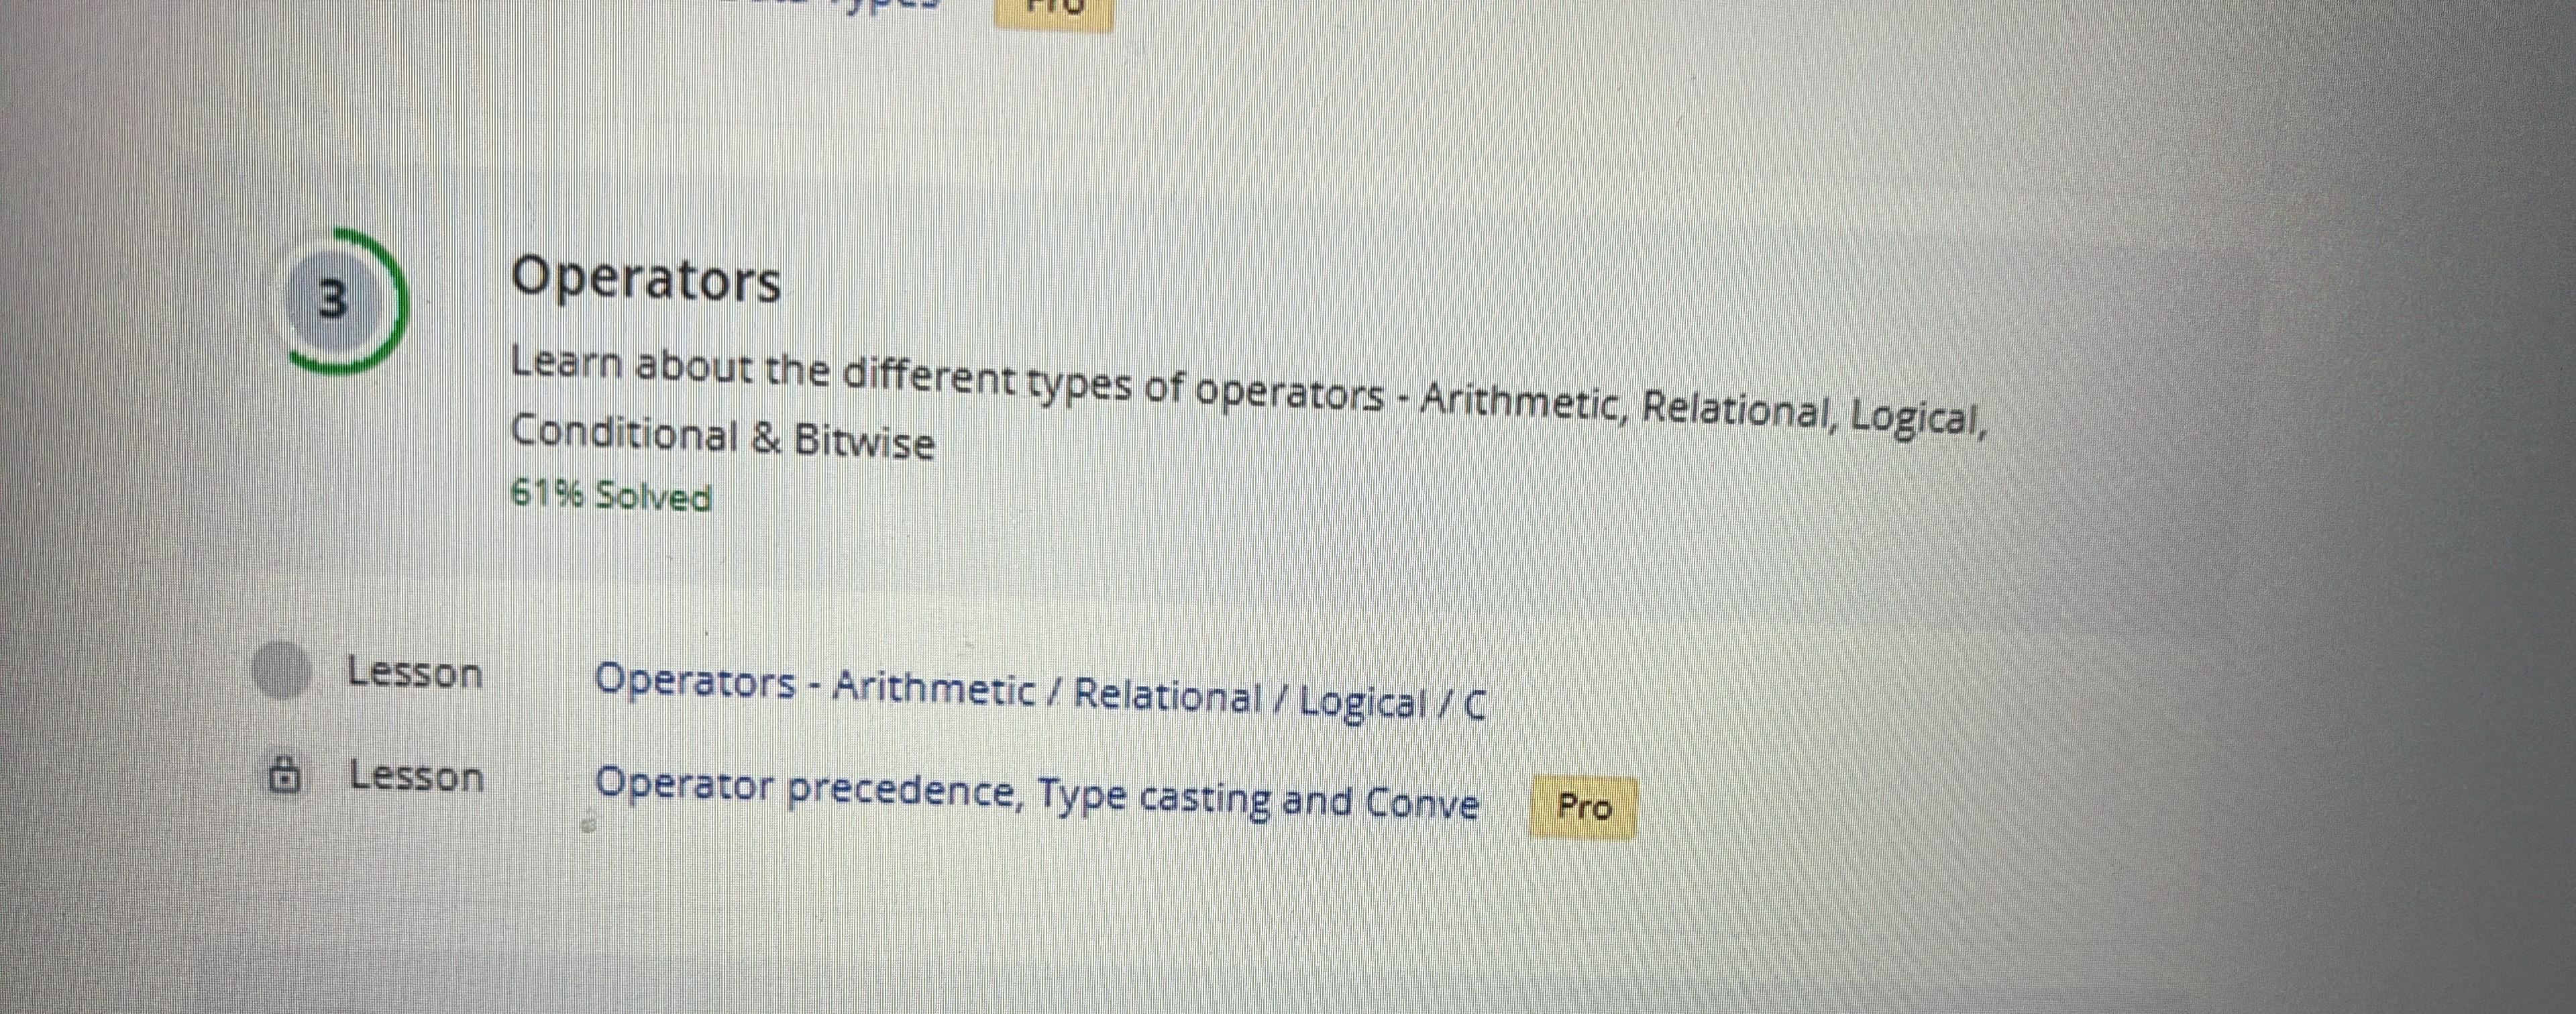 Types
Pro
3
Operators
Learn about the different types of operators - Arithmetic, Relational, Logical,
Conditional & Bitwise
61% Solved
Lesson Operators - Arithmetic / Relational / Logical / C
Lesson Operator precedence, Type casting and Conve Pro